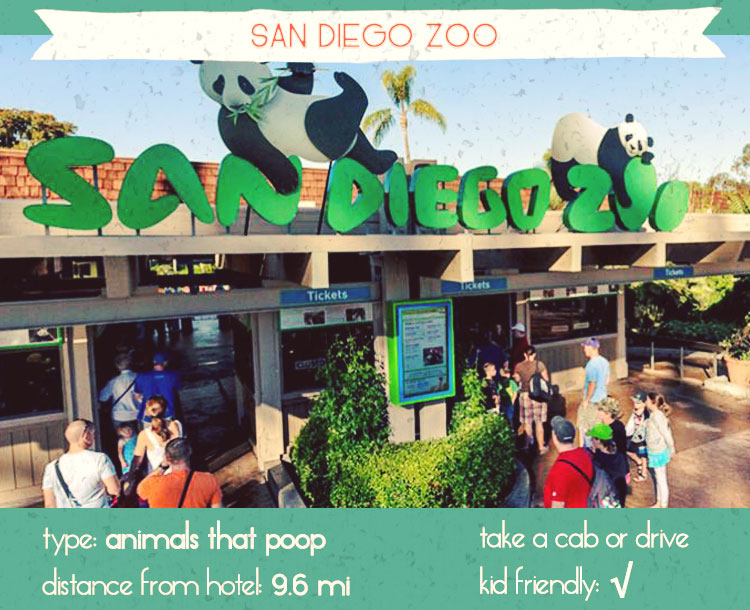 SAN DIEGO ZOO
SAN DIEGO ZOO
Tickets
Tickets
Tickets
type: animals that poop
take a cab or drive
distance from hotel: 9.6 mi
kid friendly: √